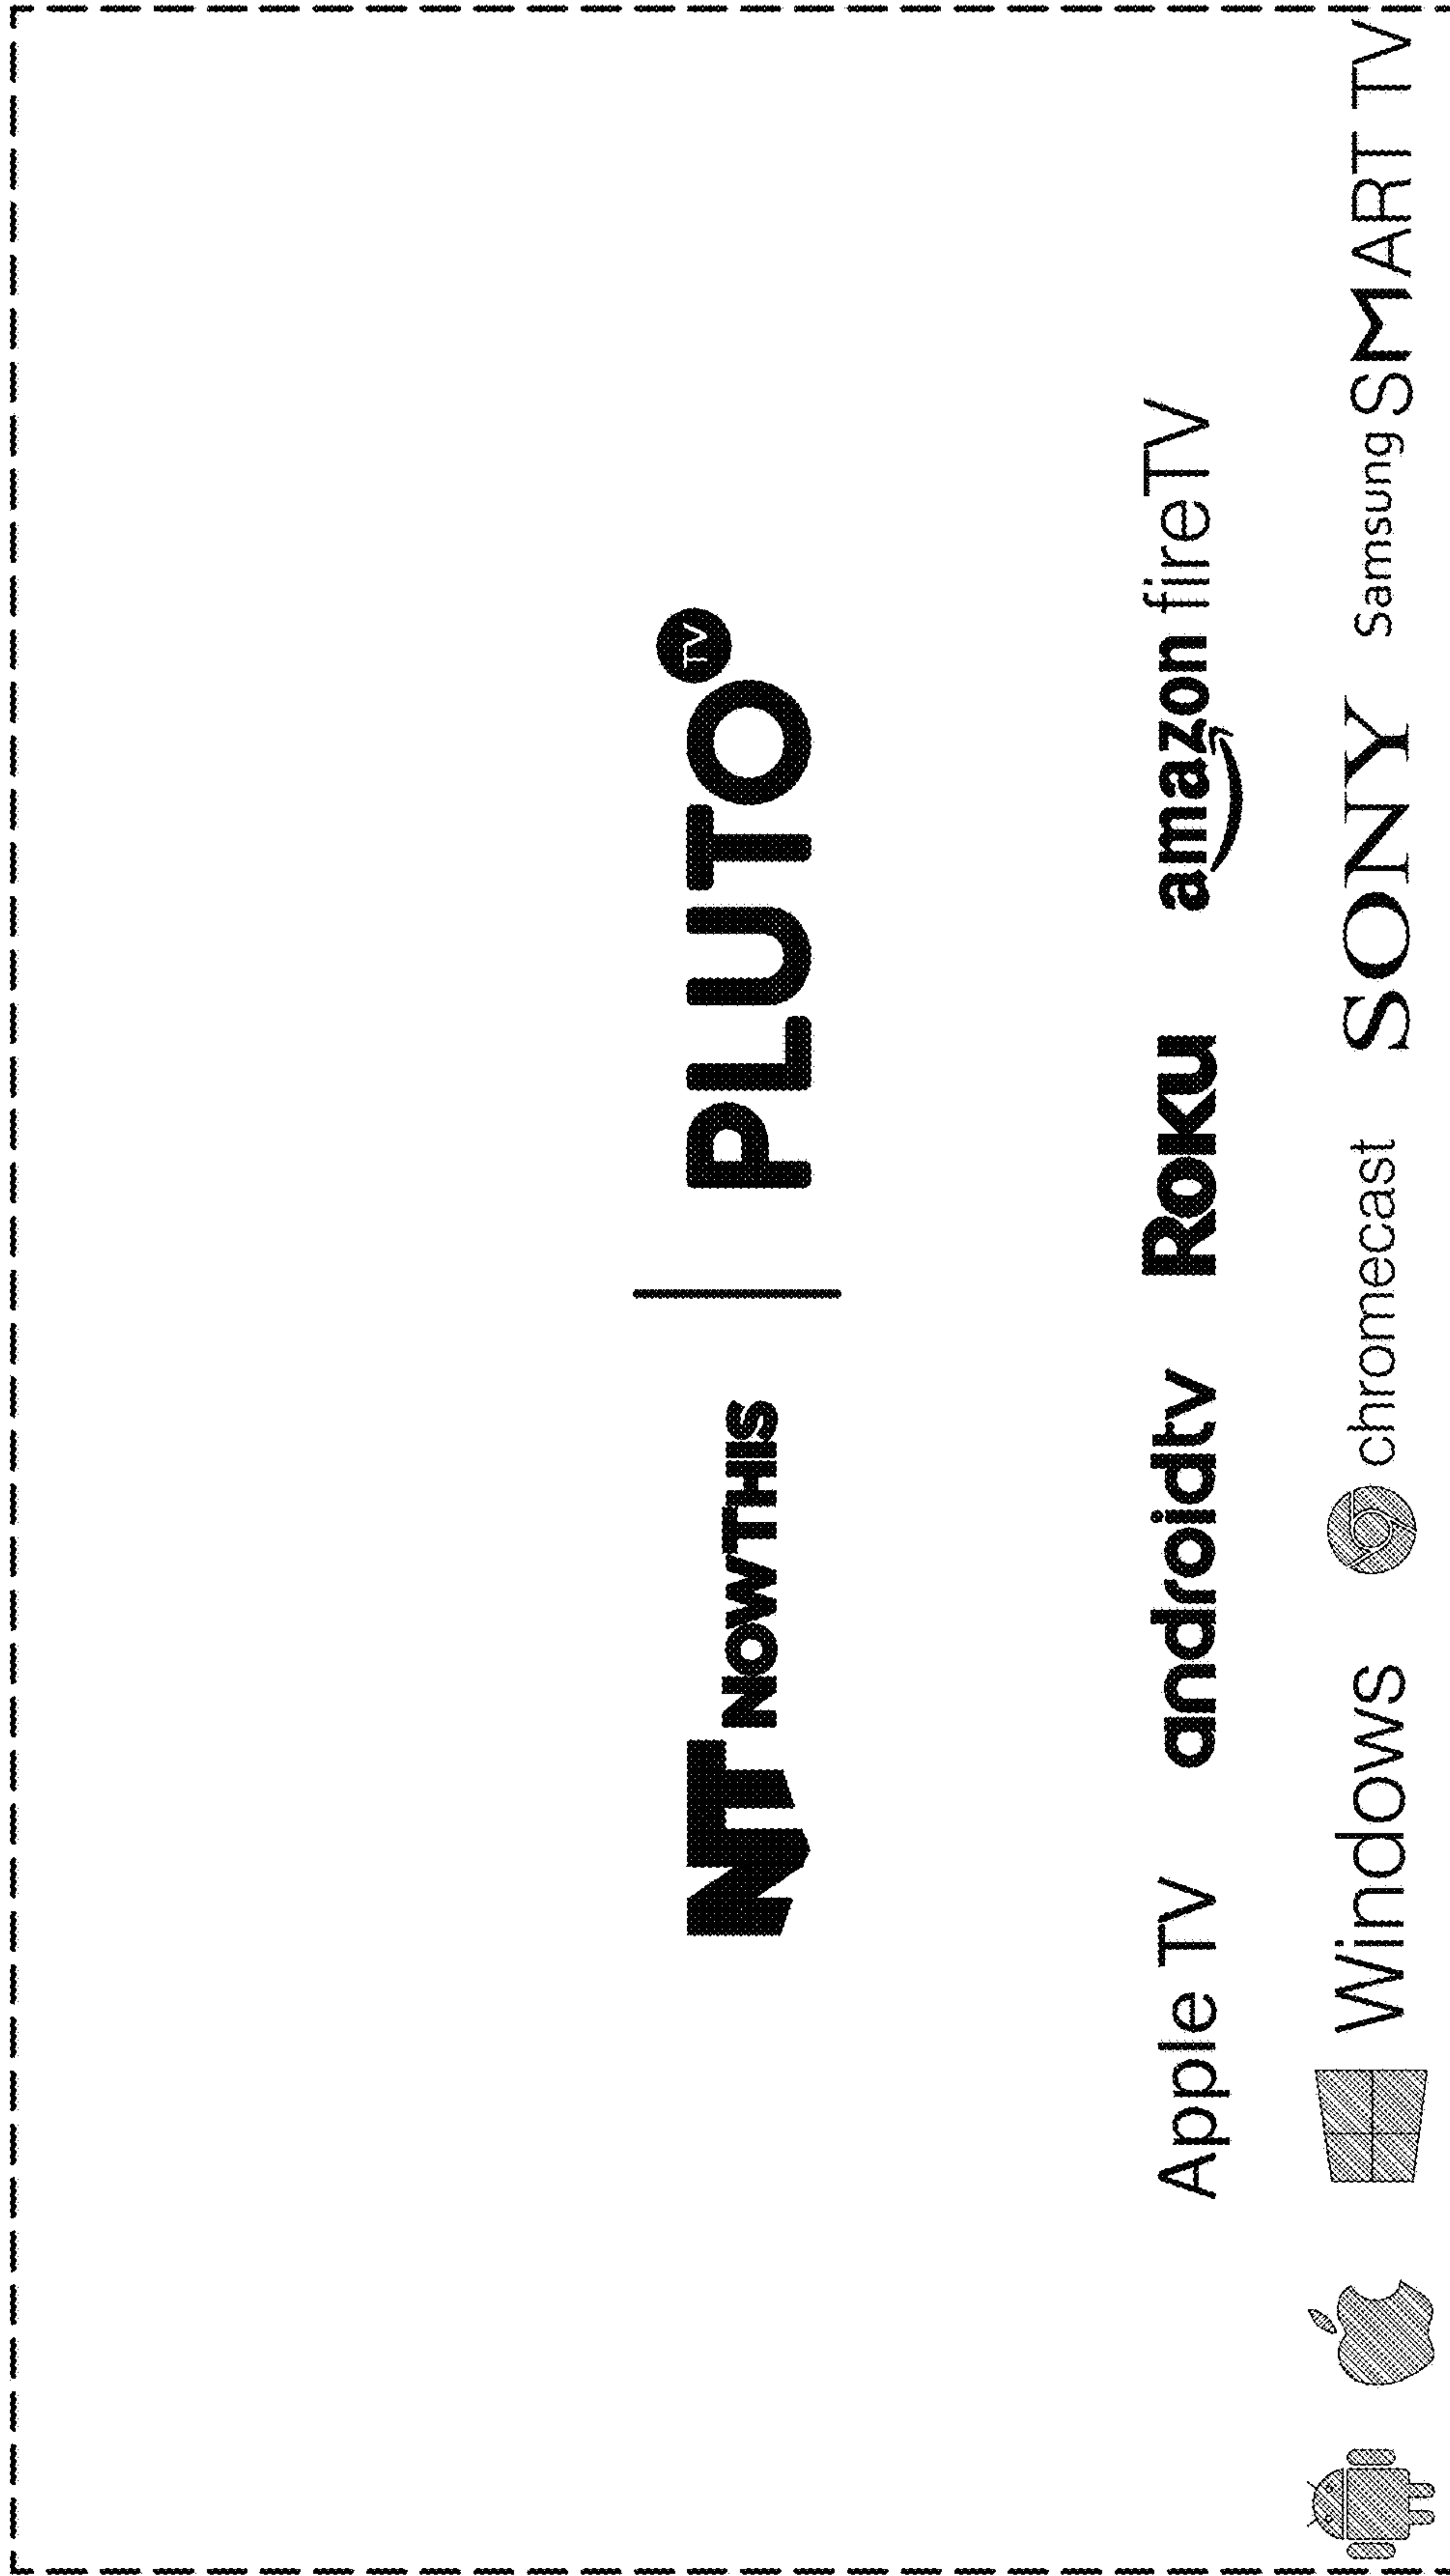 NT NOWTHIS | PLUTO TV
Apple TV androidtv Roku amazon fireTV
Windows chromecast SONY Samsung SMART TV